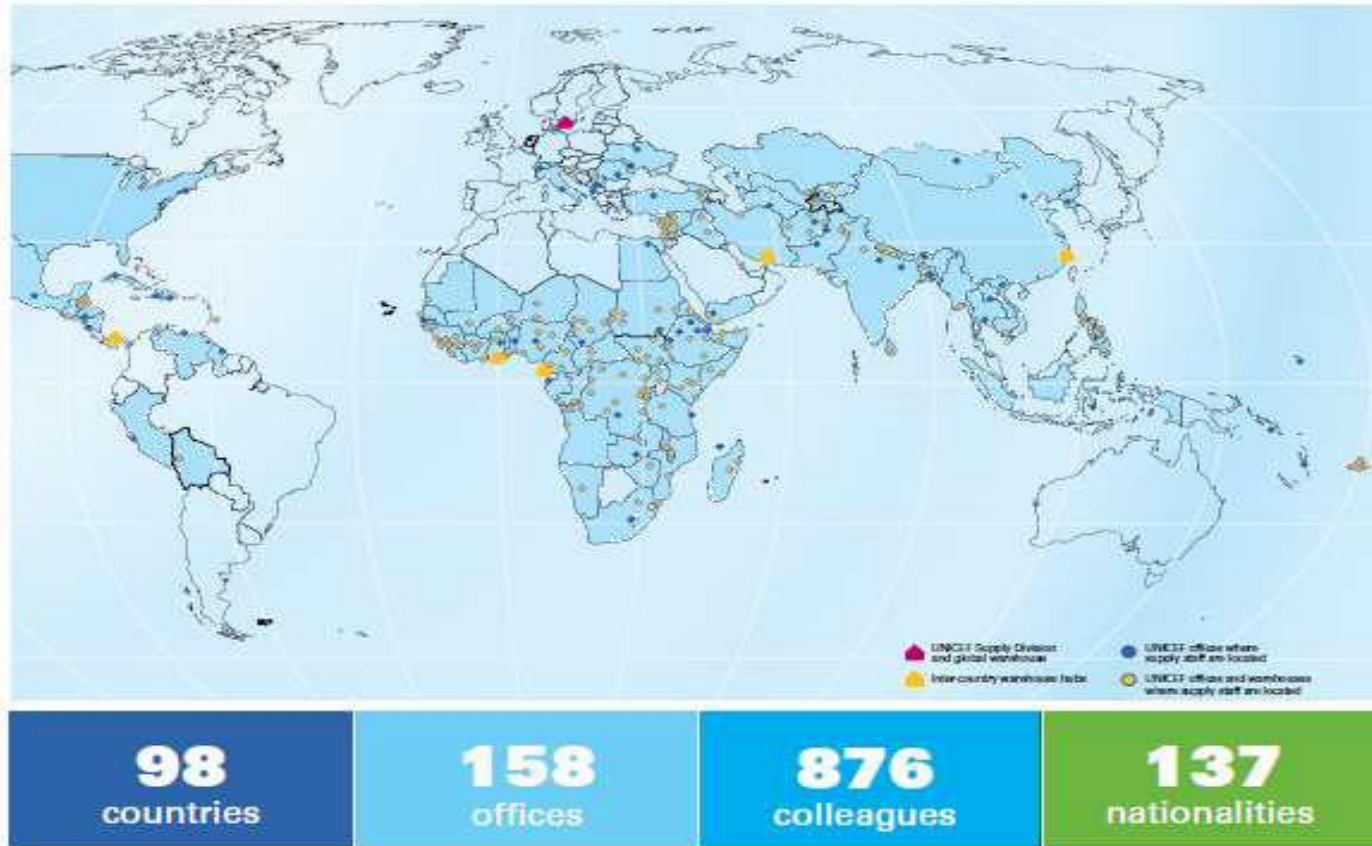 UNICEF Supply Division
and global warehouse
Inter-country warehouse hubs
UNICEF offices where
supply staff are located
UNICEF offices and warehouses
where supply staff are located
98
countries
158
offices
876
colleagues
137
nationalities